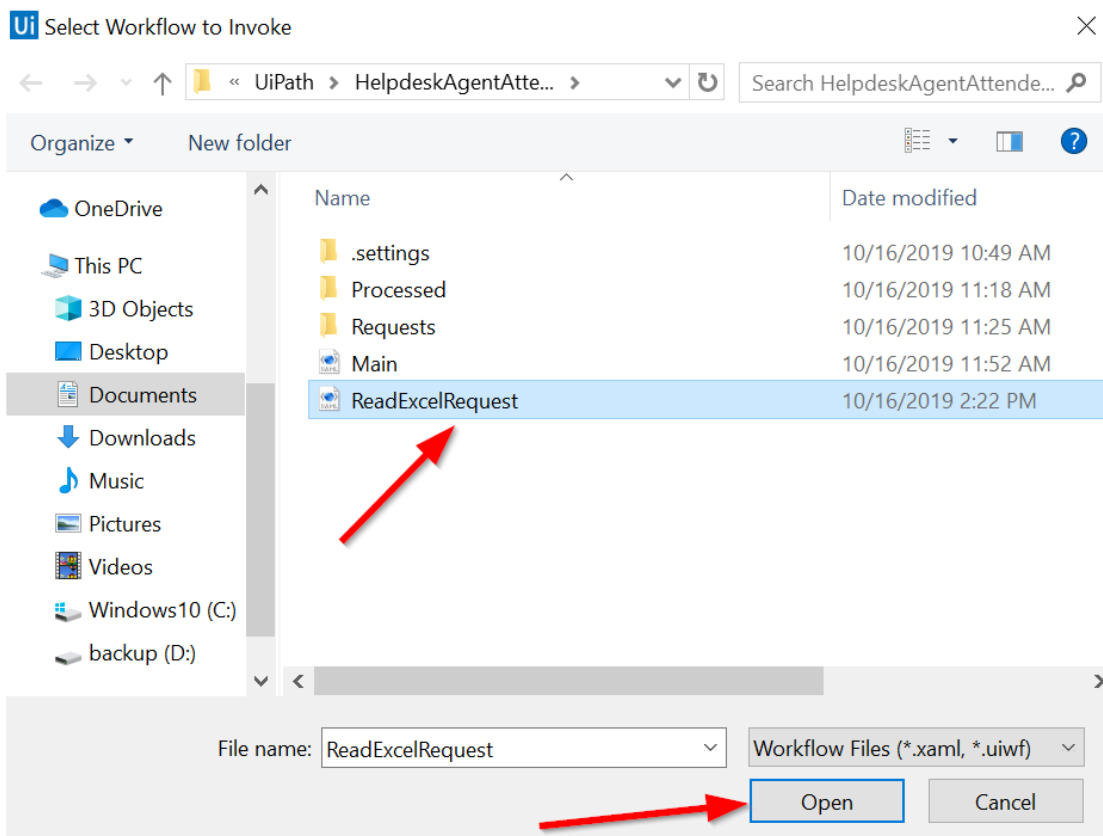 Ui Select Workflow to Invoke
« UiPath > HelpdeskAgentAtte... > Search HelpdeskAgentAttende...
Organize New folder ?
Name Date modified
OneDrive
This PC
3D Objects
Desktop
Documents
Downloads
Music
Pictures
Videos
Windows10 (C:)
backup (D:)
.settings 10/16/2019 10:49 AM
Processed 10/16/2019 11:18 AM
Requests 10/16/2019 11:25 AM
Main 10/16/2019 11:52 AM
ReadExcelRequest 10/16/2019 2:22 PM
File name: ReadExcelRequest Workflow Files (*.xaml, *.uiwf)
Open Cancel